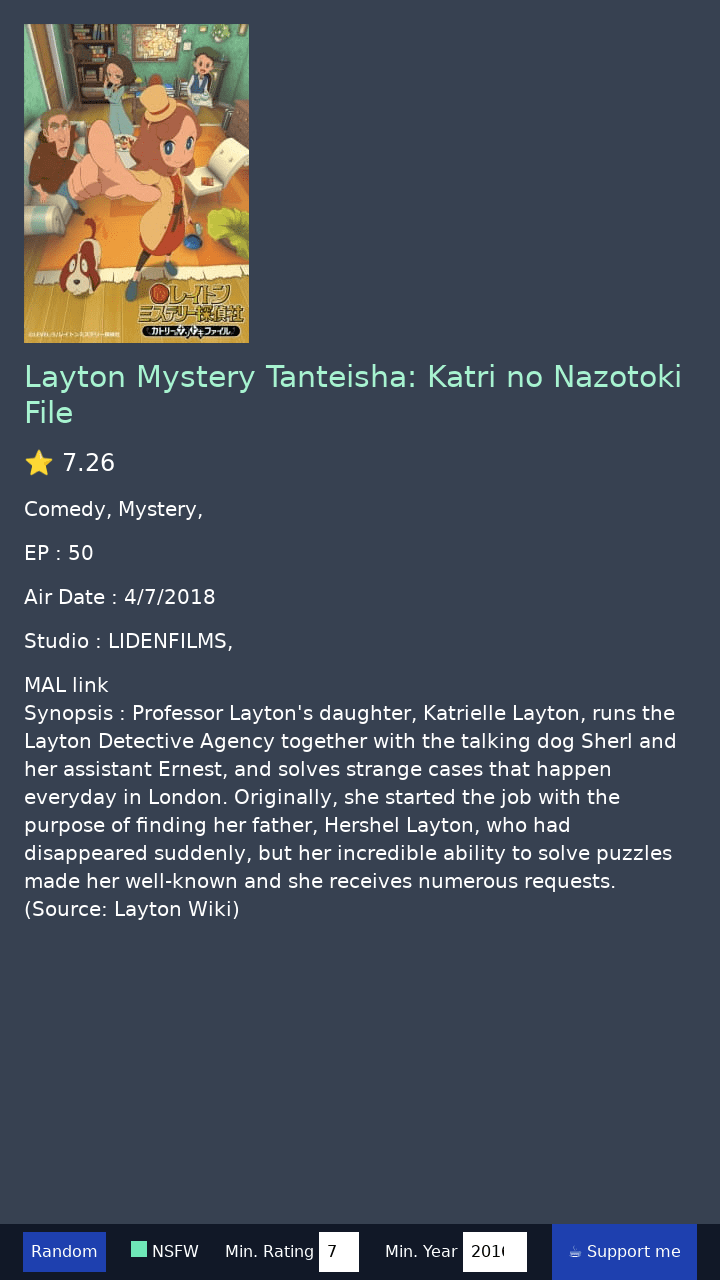 レイトン
ミステリー探偵社
カトリーのナゾトキファイル
©LEVEL-5/レイトンミステリー探偵社
Layton Mystery Tanteisha: Katri no Nazotoki
File
⭐ 7.26
Comedy, Mystery,
EP : 50
Air Date : 4/7/2018
Studio : LIDENFILMS,
MAL link
Synopsis : Professor Layton's daughter, Katrielle Layton, runs the
Layton Detective Agency together with the talking dog Sherl and
her assistant Ernest, and solves strange cases that happen
everyday in London. Originally, she started the job with the
purpose of finding her father, Hershel Layton, who had
disappeared suddenly, but her incredible ability to solve puzzles
made her well-known and she receives numerous requests.
(Source: Layton Wiki)
Random NSFW Min. Rating 7 Min. Year 2016 ☕ Support me